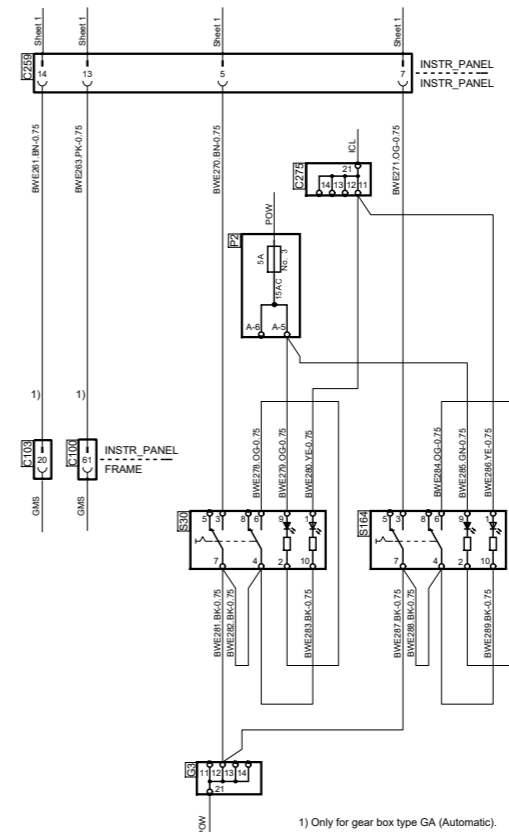 Sheet 1
Sheet 1
Sheet 1
Sheet 1
C259
14
13
5
7
INSTR_PANEL
INSTR_PANEL
BWE261.BN-0.75
BWE263.PK-0.75
BWE270.BN-0.75
BWE271.OG-0.75
ICL
C275
21
14 13 12 11
POW
P2
5A
No. 3
15AC
A-6
A-5
1)
1)
C103
20
C100
61
INSTR_PANEL
FRAME
GMS
GMS
BWE278.OG-0.75
BWE279.OG-0.75
BWE280.YE-0.75
BWE284.OG-0.75
BWE285.GN-0.75
BWE286.YE-0.75
S30
5 3 8 6 9 1
7 4 2 10
S164
5 3 8 6 9 1
7 4 2 10
BWE281.BK-0.75
BWE282.BK-0.75
BWE283.BK-0.75
BWE287.BK-0.75
BWE288.BK-0.75
BWE289.BK-0.75
G3
11 12 13 14
21
POW
1) Only for gear box type GA (Automatic).